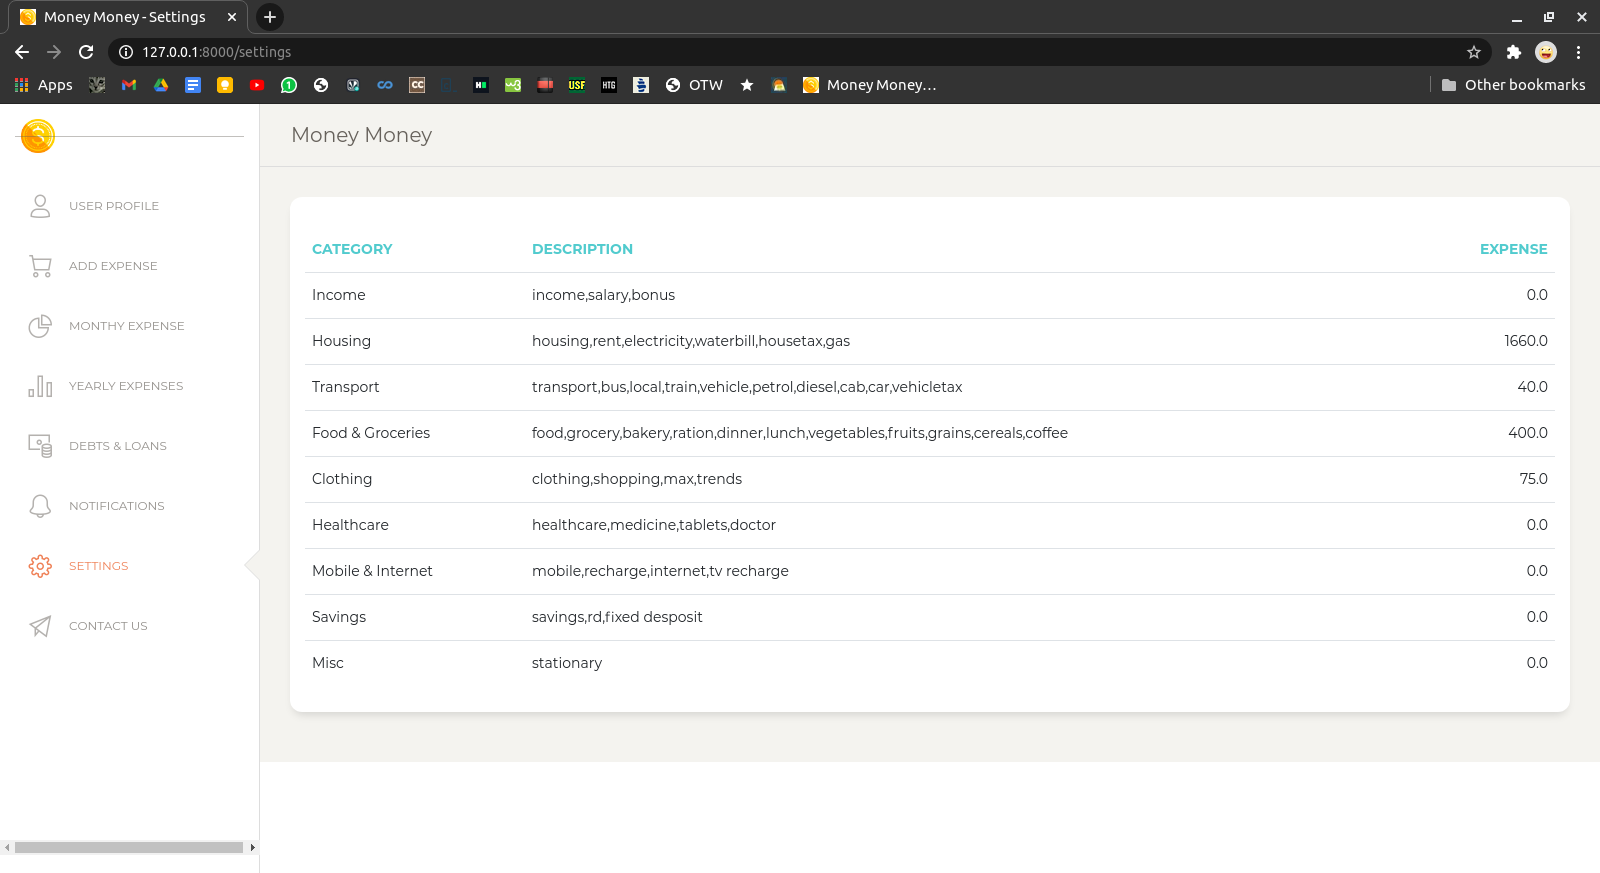 Money Money - Settings
127.0.0.1:8000/settings
Apps
CC
USF
HTG
OTW
Money Money...
Other bookmarks
Money Money
USER PROFILE
ADD EXPENSE
MONTHY EXPENSE
YEARLY EXPENSES
DEBTS & LOANS
NOTIFICATIONS
SETTINGS
CONTACT US
CATEGORY DESCRIPTION EXPENSE
Income income,salary,bonus 0.0
Housing housing,rent,electricity,waterbill,housetax,gas 1660.0
Transport transport,bus,local,train,vehicle,petrol,diesel,cab,car,vehicletax 40.0
Food & Groceries food,grocery,bakery,ration,dinner,lunch,vegetables,fruits,grains,cereals,coffee 400.0
Clothing clothing,shopping,max,trends 75.0
Healthcare healthcare,medicine,tablets,doctor 0.0
Mobile & Internet mobile,recharge,internet,tv recharge 0.0
Savings savings,rd,fixed desposit 0.0
Misc stationary 0.0